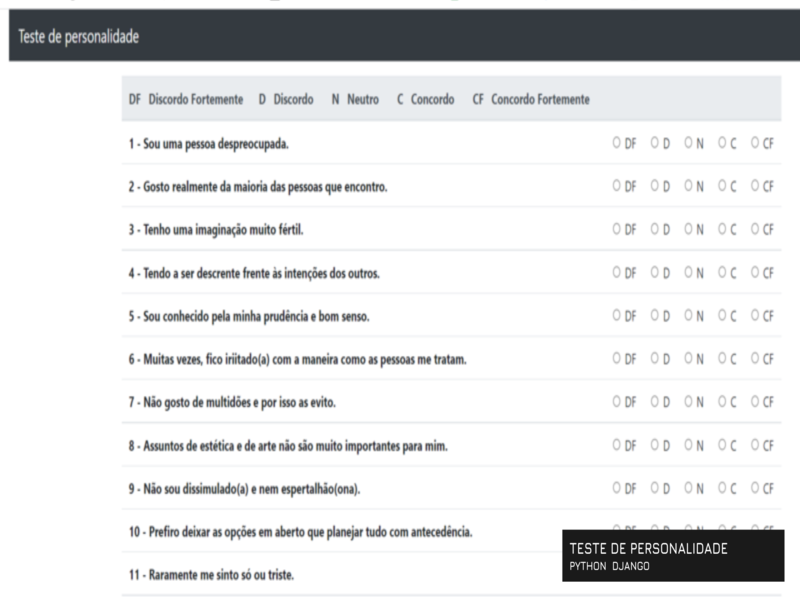 Teste de personalidade
DF Discordo Fortemente D Discordo N Neutro C Concordo CF Concordo Fortemente
1 - Sou uma pessoa despreocupada. DF D N C CF
2 - Gosto realmente da maioria das pessoas que encontro. DF D N C CF
3 - Tenho uma imaginação muito fértil. DF D N C CF
4 - Tendo a ser descrente frente às intenções dos outros. DF D N C CF
5 - Sou conhecido pela minha prudência e bom senso. DF D N C CF
6 - Muitas vezes, fico iriitado(a) com a maneira como as pessoas me tratam. DF D N C CF
7 - Não gosto de multidões e por isso as evito. DF D N C CF
8 - Assuntos de estética e de arte não são muito importantes para mim. DF D N C CF
9 - Não sou dissimulado(a) e nem espertalhão(ona). DF D N C CF
10 - Prefiro deixar as opções em aberto que planejar tudo com antecedência.
11 - Raramente me sinto só ou triste.
TESTE DE PERSONALIDADE
PYTHON DJANGO